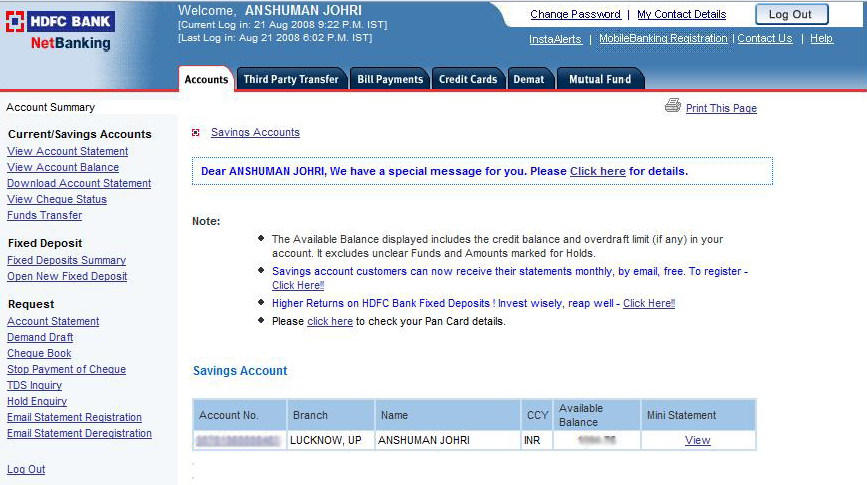 HDFC BANK
NetBanking
Welcome, ANSHUMAN JOHRI
[Current Log in: 21 Aug 2008 9:22 P.M. IST]
[Last Log in: Aug 21 2008 6:02 P.M. IST]
Change Password | My Contact Details
Log Out
InstaAlerts | MobileBanking Registration | Contact Us | Help
Accounts Third Party Transfer Bill Payments Credit Cards Demat Mutual Fund
Account Summary
Print This Page
Current/Savings Accounts
View Account Statement
View Account Balance
Download Account Statement
View Cheque Status
Funds Transfer
Fixed Deposit
Fixed Deposits Summary
Open New Fixed Deposit
Request
Account Statement
Demand Draft
Cheque Book
Stop Payment of Cheque
TDS Inquiry
Hold Enquiry
Email Statement Registration
Email Statement Deregistration
Log Out
Savings Accounts
Dear ANSHUMAN JOHRI, We have a special message for you. Please Click here for details.
Note:
The Available Balance displayed includes the credit balance and overdraft limit (if any) in your
account. It excludes unclear Funds and Amounts marked for Holds.
Savings account customers can now receive their statements monthly, by email, free. To register -
Click Here!!
Higher Returns on HDFC Bank Fixed Deposits ! Invest wisely, reap well - Click Here!!
Please click here to check your Pan Card details.
Savings Account
Account No. Branch Name CCY Available Balance Mini Statement
LUCKNOW, UP ANSHUMAN JOHRI INR View